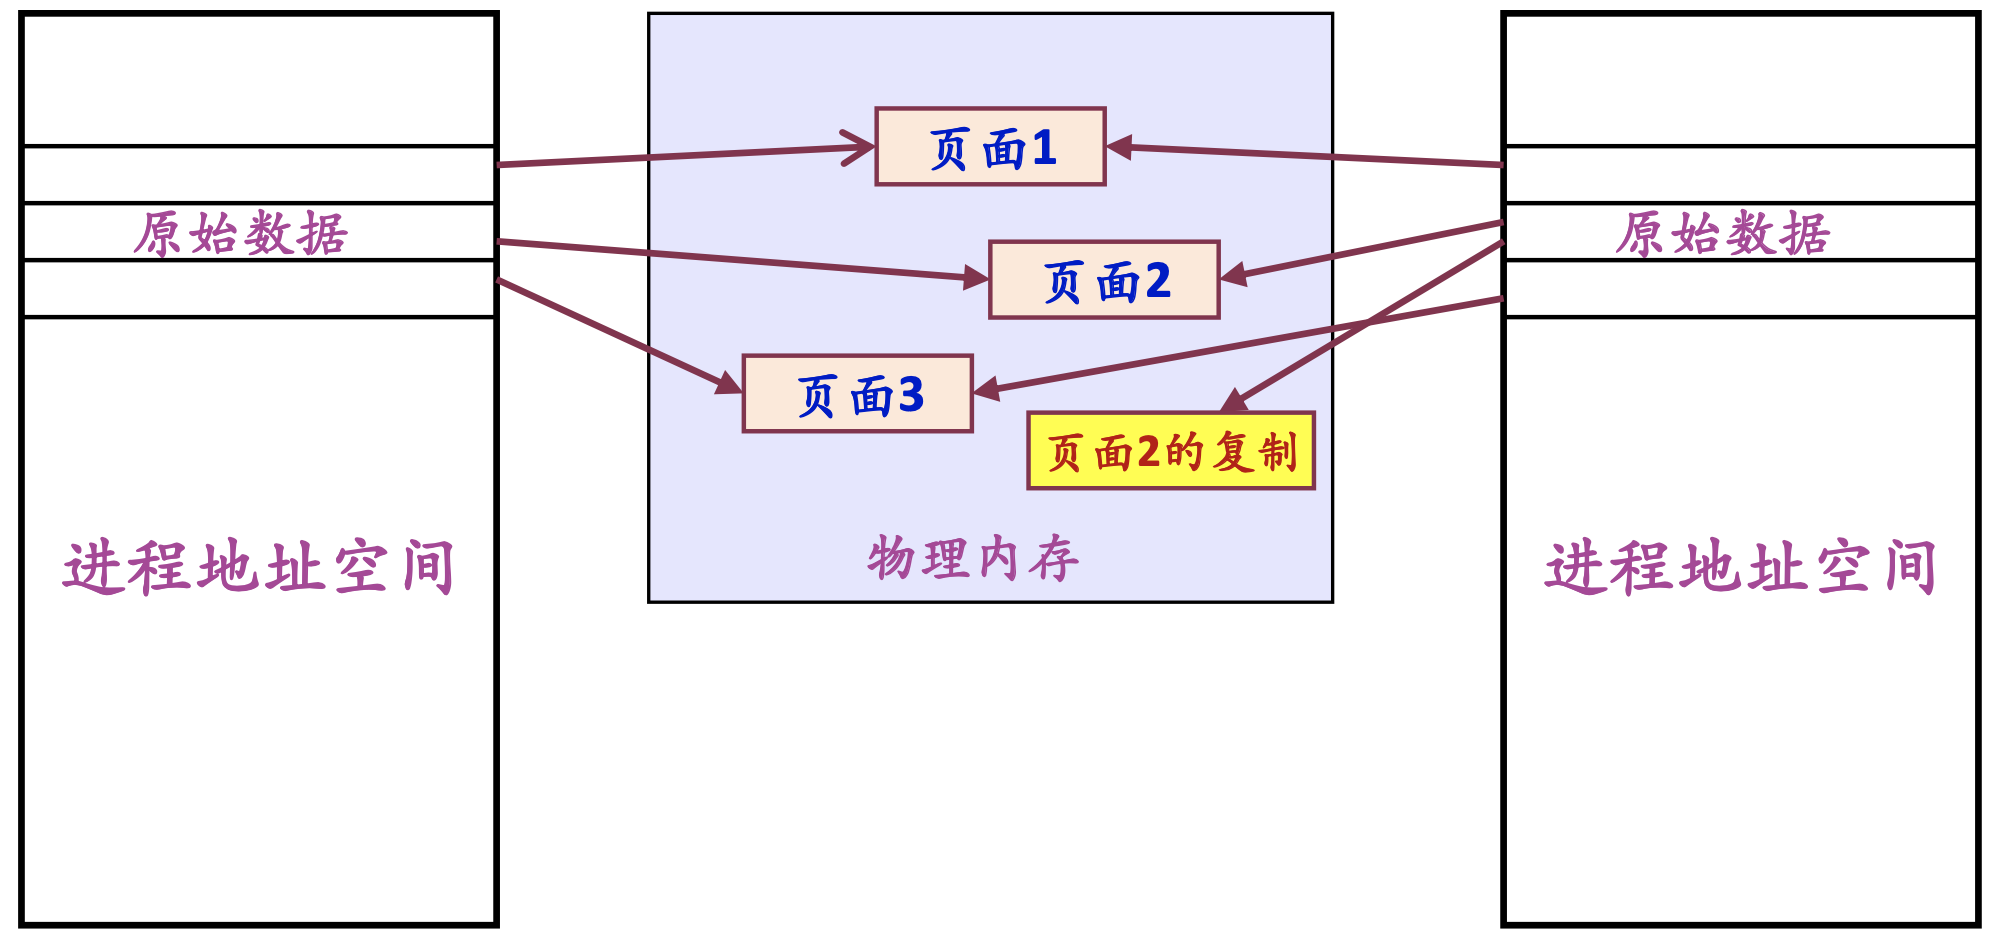 页面1
原始数据
原始数据
页面2
页面3
页面2的复制
进程地址空间
物理内存
进程地址空间